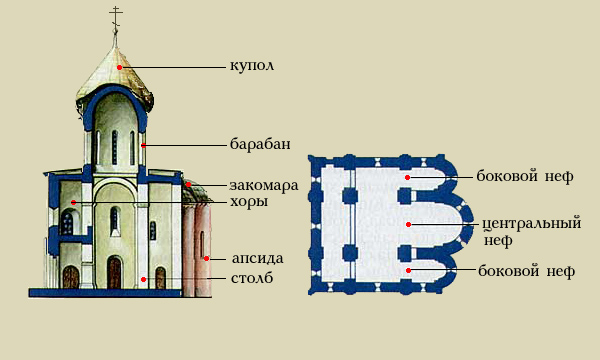 купол
барабан
закомара
хоры
апсида
столб
боковой неф
центральный
неф
боковой неф